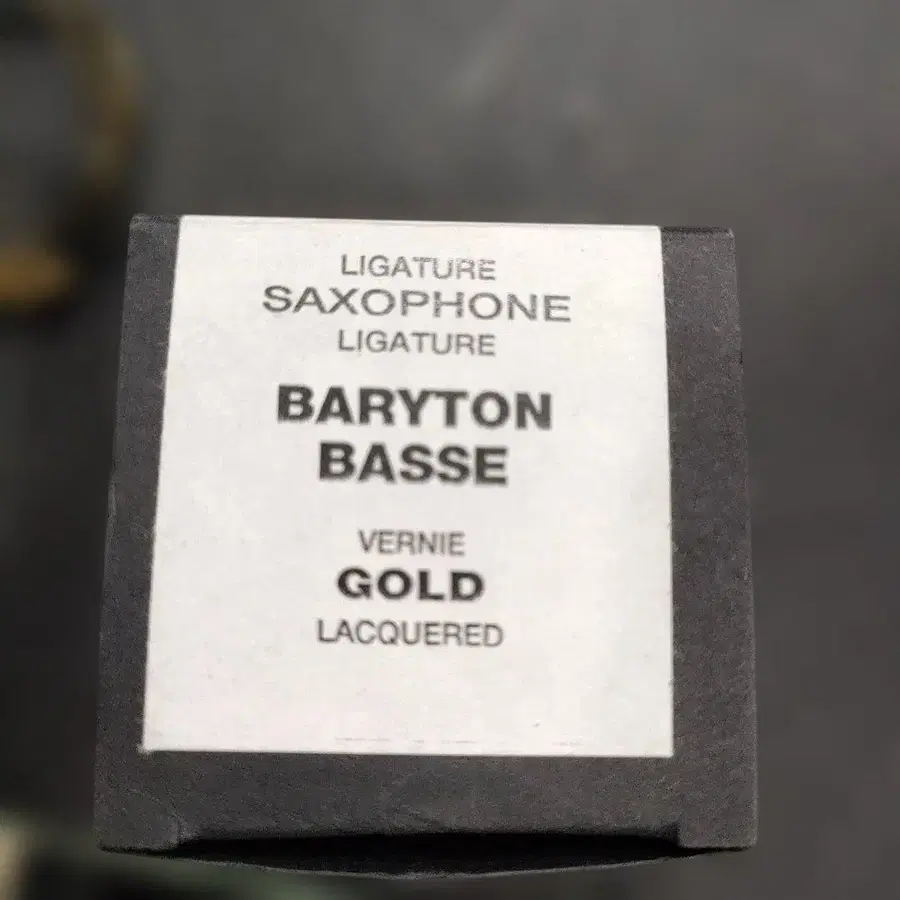 LIGATURE
SAXOPHONE
LIGATURE
BARYTON
BASSE
VERNIE
GOLD
LACQUERED